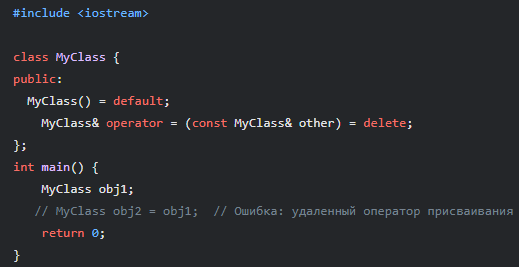 #include <iostream>
class MyClass {
public:
MyClass() = default;
MyClass& operator = (const MyClass& other) = delete;
};
int main() {
MyClass obj1;
// MyClass obj2 = obj1;  // Ошибка: удаленный оператор присваивания
return 0;
}